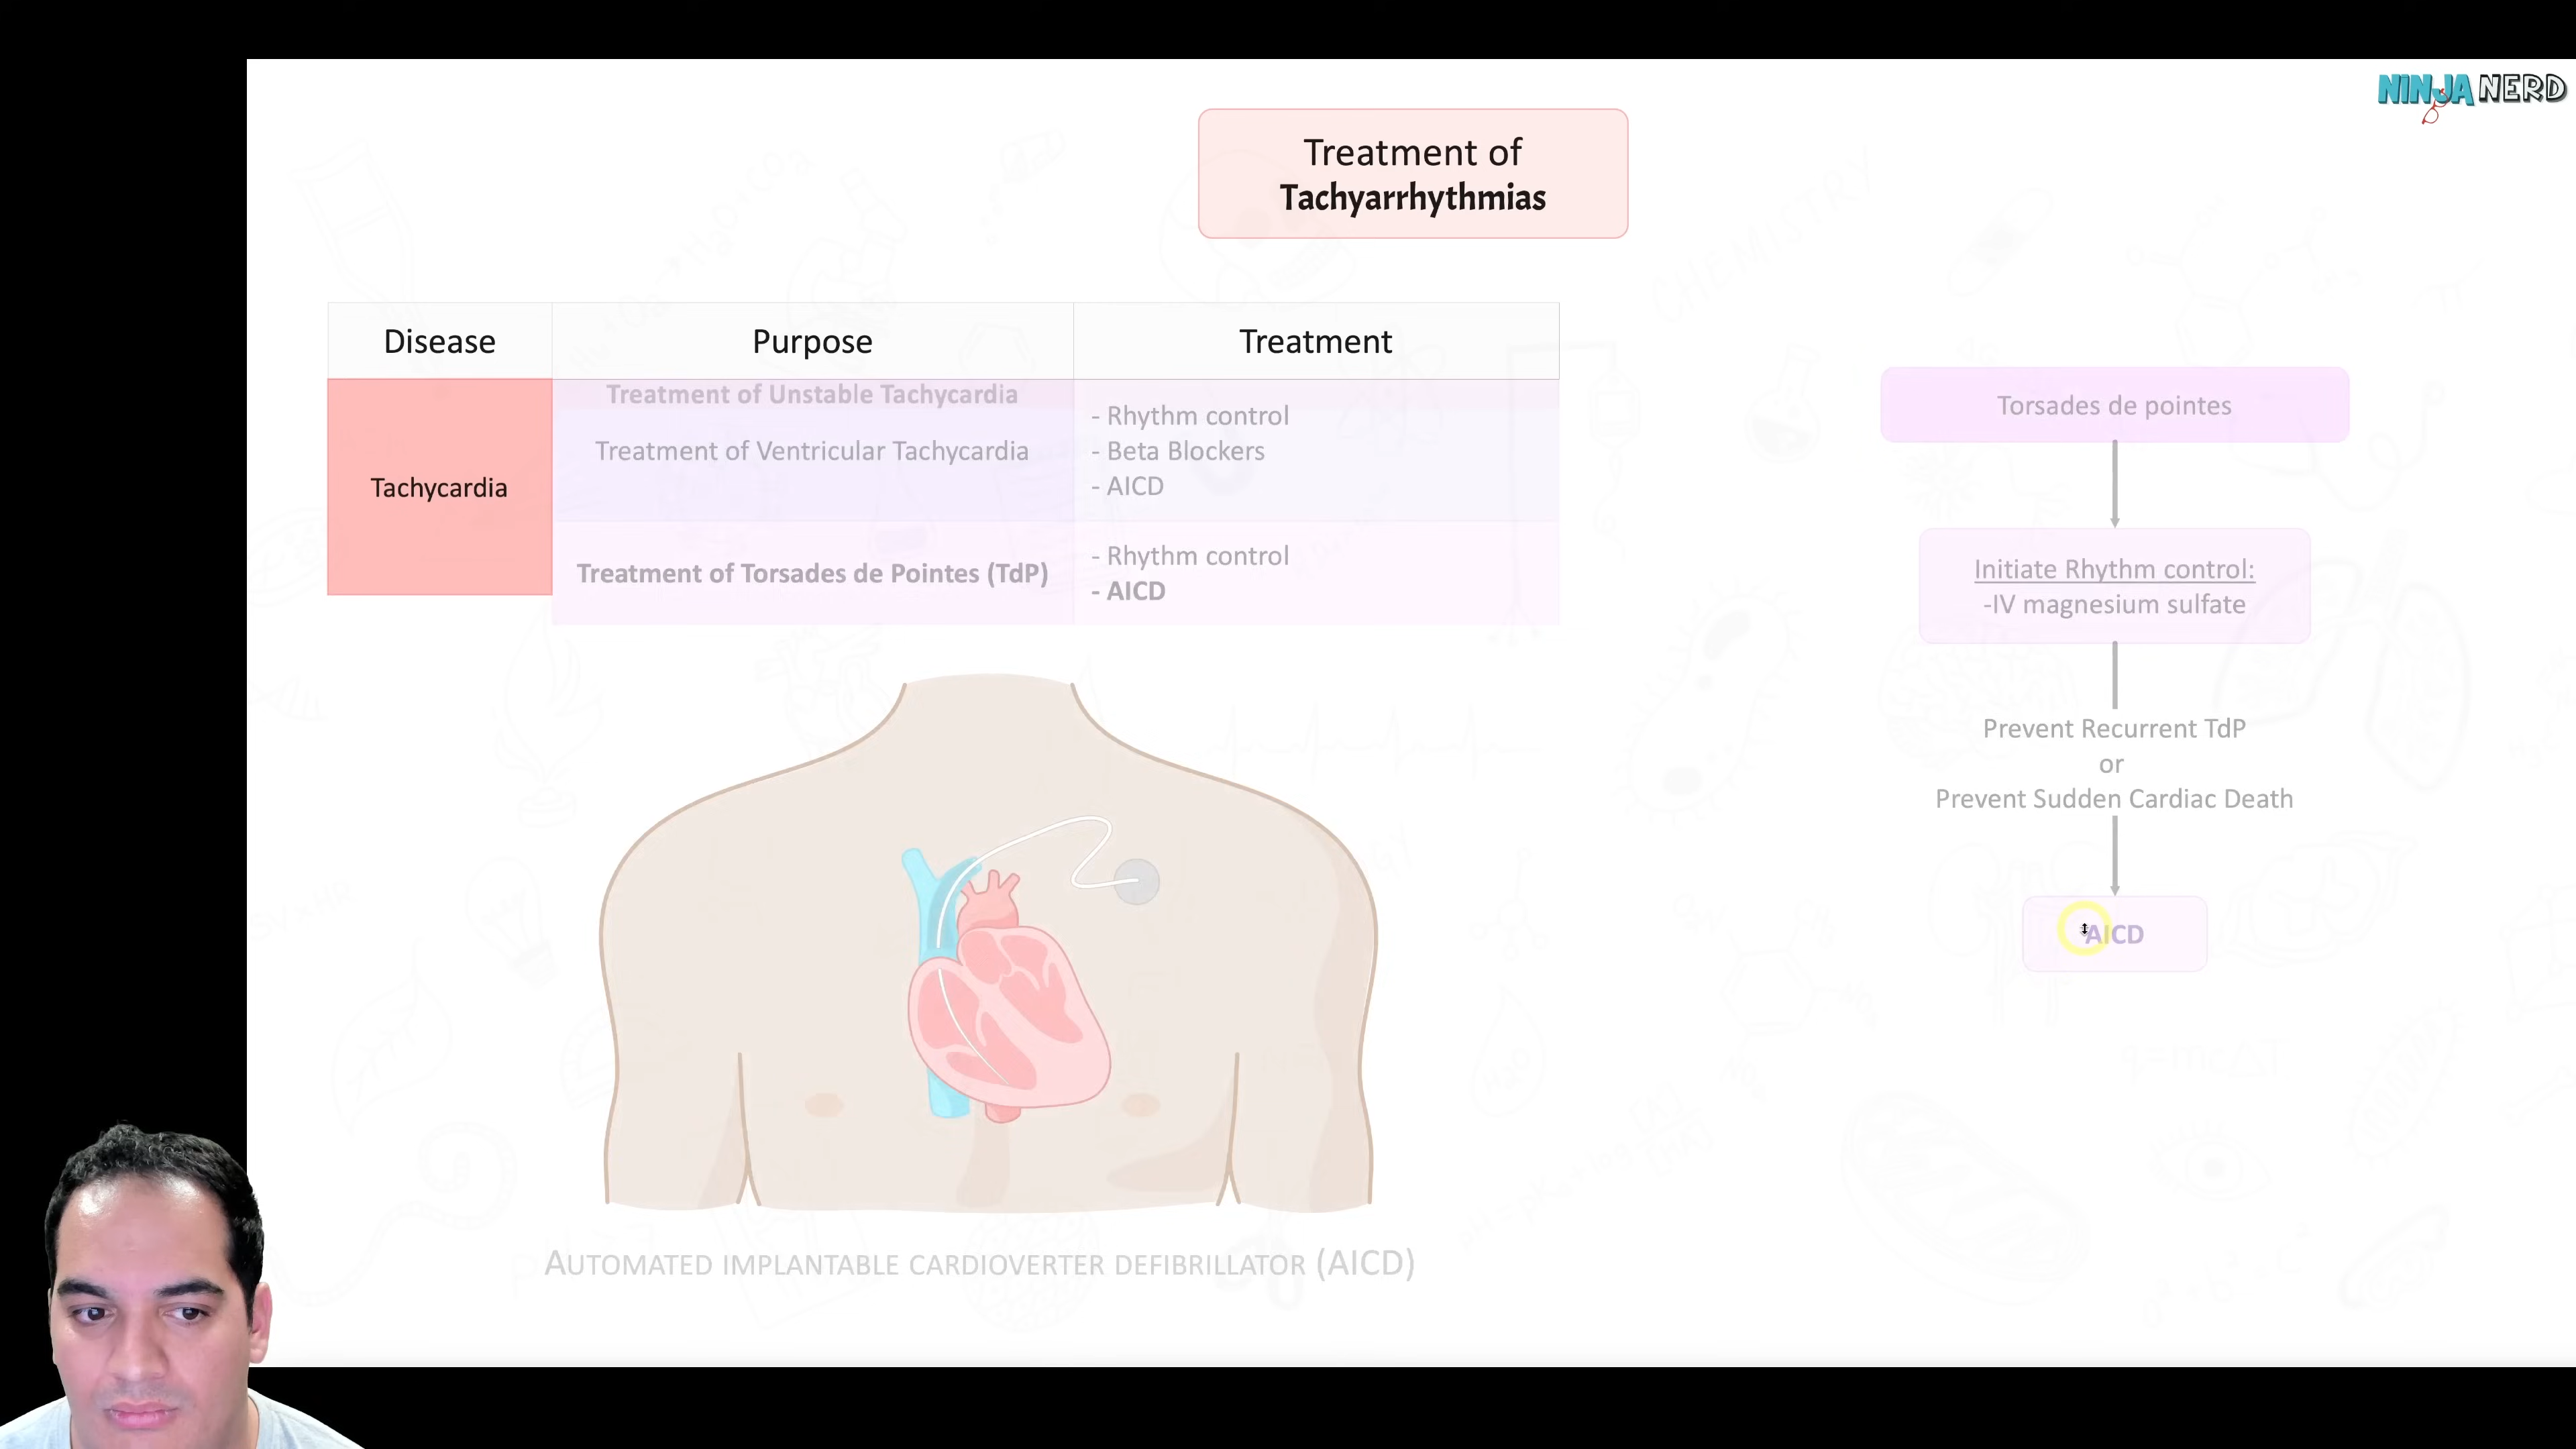 NINJA NERD
Treatment of
Tachyarrhythmias
Disease
Purpose
Treatment
Tachycardia
Treatment of Unstable Tachycardia
Treatment of Ventricular Tachycardia
- Rhythm control
- Beta Blockers
- AICD
Treatment of Torsades de Pointes (TdP)
- Rhythm control
- AICD
Torsades de pointes
Initiate Rhythm control:
-IV magnesium sulfate
Prevent Recurrent TdP
or
Prevent Sudden Cardiac Death
AICD
AUTOMATED IMPLANTABLE CARDIOVERTER DEFIBRILLATOR (AICD)
CHEMISTRY
H₂O